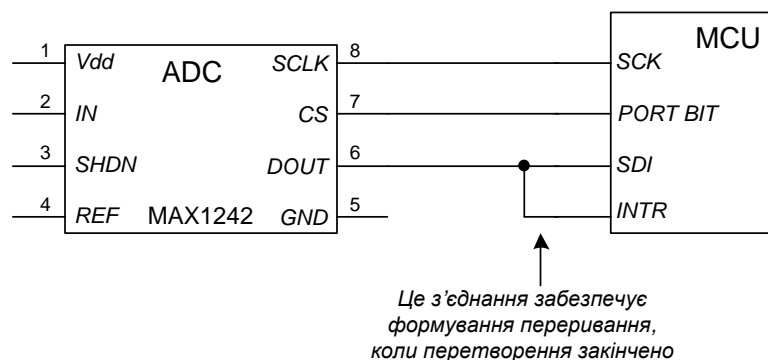 MCU
1
Vdd
ADC
SCLK
8
SCK
2
IN
CS
7
PORT BIT
3
SHDN
DOUT
6
SDI
4
REF
MAX1242
GND
5
INTR
Це з’єднання забезпечує
формування переривання,
коли перетворення закінчено